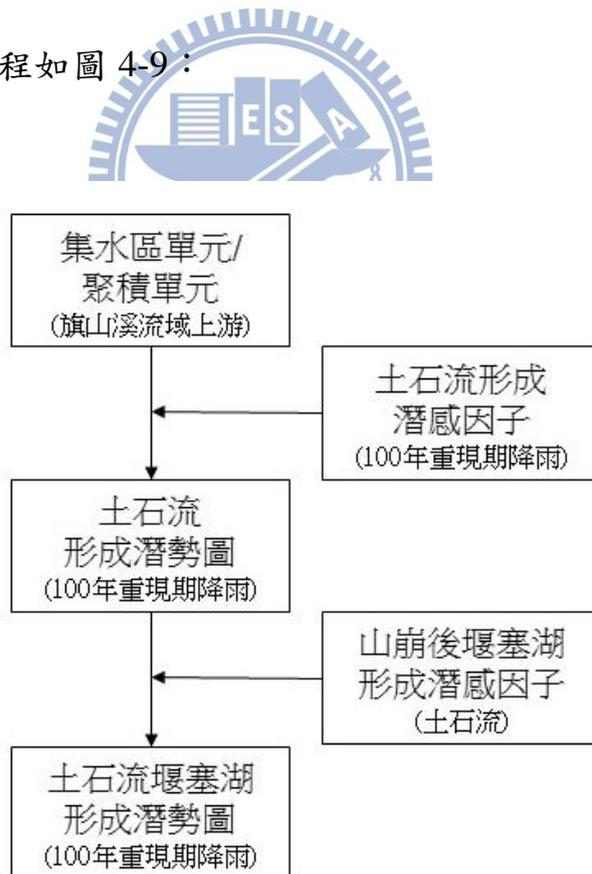 程如圖 4-9：
ESA
8
集水區單元/
聚積單元
(旗山溪流域上游)
土石流形成
潛感因子
(100年重現期降雨)
土石流
形成潛勢圖
(100年重現期降雨)
山崩後堰塞湖
形成潛感因子
(土石流)
土石流堰塞湖
形成潛勢圖
(100年重現期降雨)